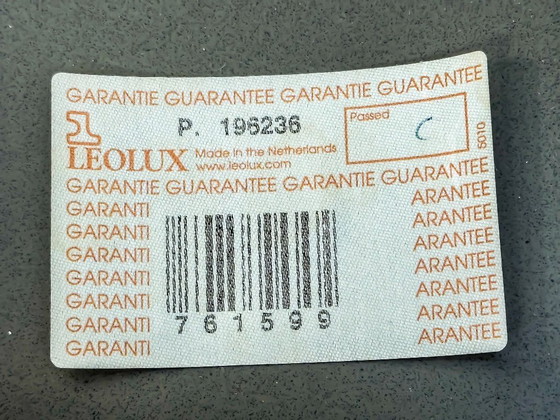 GARANTIE GUARANTEE GARANTIE GUARANTEE
P. 196236
Passed
C
5010
LEOLUX
Made in the Netherlands
www.leolux.com
GARANTIE GUARANTEE GARANTIE GUARANTEE
GARANTI ARANTEE
GARANTI ARANTEE
GARANTI ARANTEE
GARANTI ARANTEE
GARANTI ARANTEE
GARANTI ARANTEE
GARANTI ARANTEE
761599